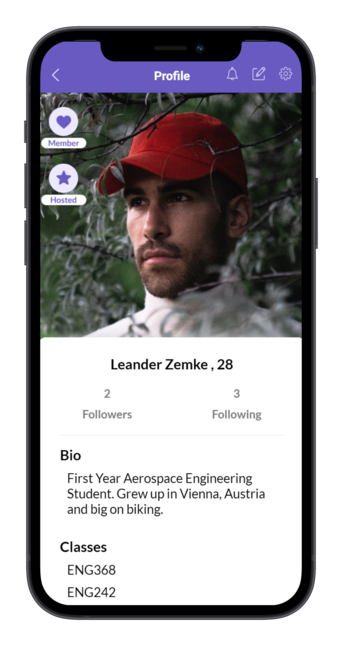 Profile
Member
Hosted
Leander Zemke , 28
2
3
Followers
Following
Bio
First Year Aerospace Engineering
Student. Grew up in Vienna, Austria
and big on biking.
Classes
ENG368
ENG242